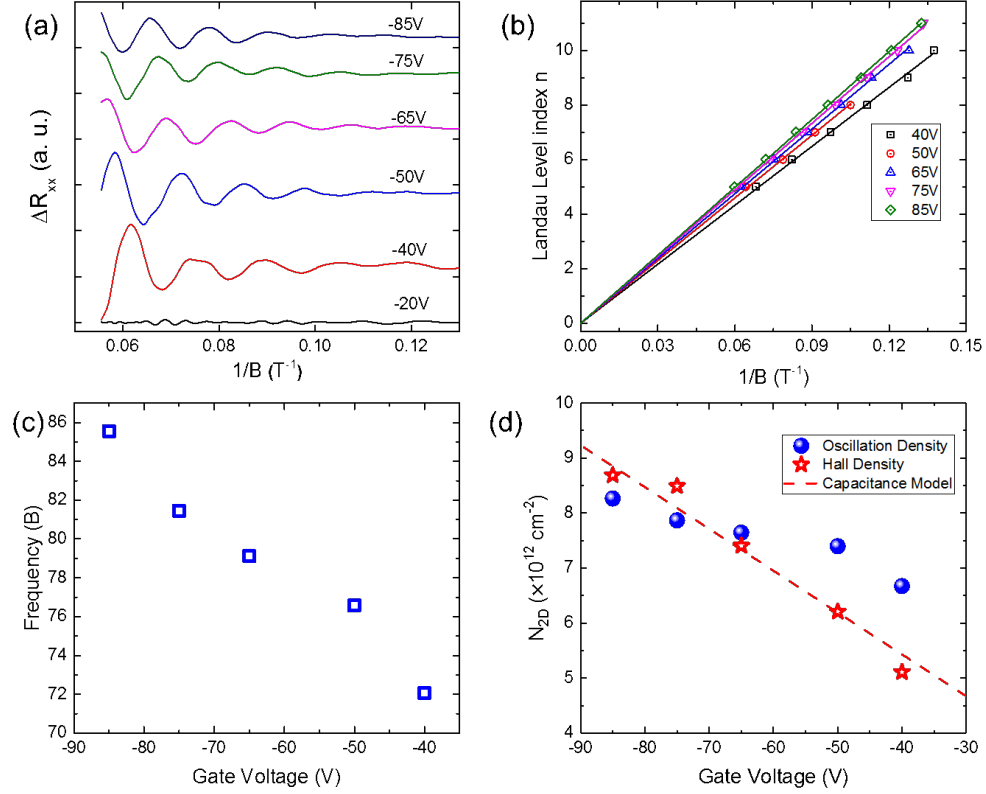 (a)
-85V
-75V
-65V
-50V
-40V
-20V
ΔRxx (a. u.)
0.06 0.08 0.10 0.12
1/B (T-1)
(b)
10
8
6
4
2
0
Landau Level index n
40V
50V
65V
75V
85V
0.00 0.03 0.06 0.09 0.12 0.15
1/B (T-1)
(c)
86
84
82
80
78
76
74
72
70
Frequency (B)
-90 -80 -70 -60 -50 -40
Gate Voltage (V)
(d)
10
9
8
7
6
5
4
N2D (×10^12 cm-2)
Oscillation Density
Hall Density
Capacitance Model
-90 -80 -70 -60 -50 -40 -30
Gate Voltage (V)